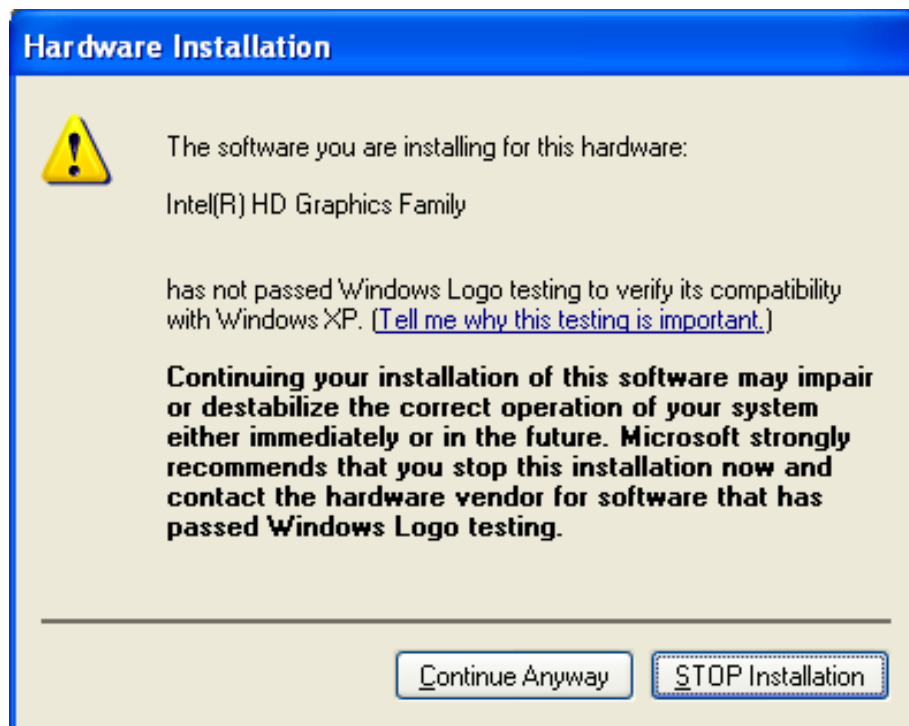 Hardware Installation
The software you are installing for this hardware:
Intel(R) HD Graphics Family
has not passed Windows Logo testing to verify its compatibility
with Windows XP. (Tell me why this testing is important.)
Continuing your installation of this software may impair
or destabilize the correct operation of your system
either immediately or in the future. Microsoft strongly
recommends that you stop this installation now and
contact the hardware vendor for software that has
passed Windows Logo testing.
Continue Anyway
STOP Installation